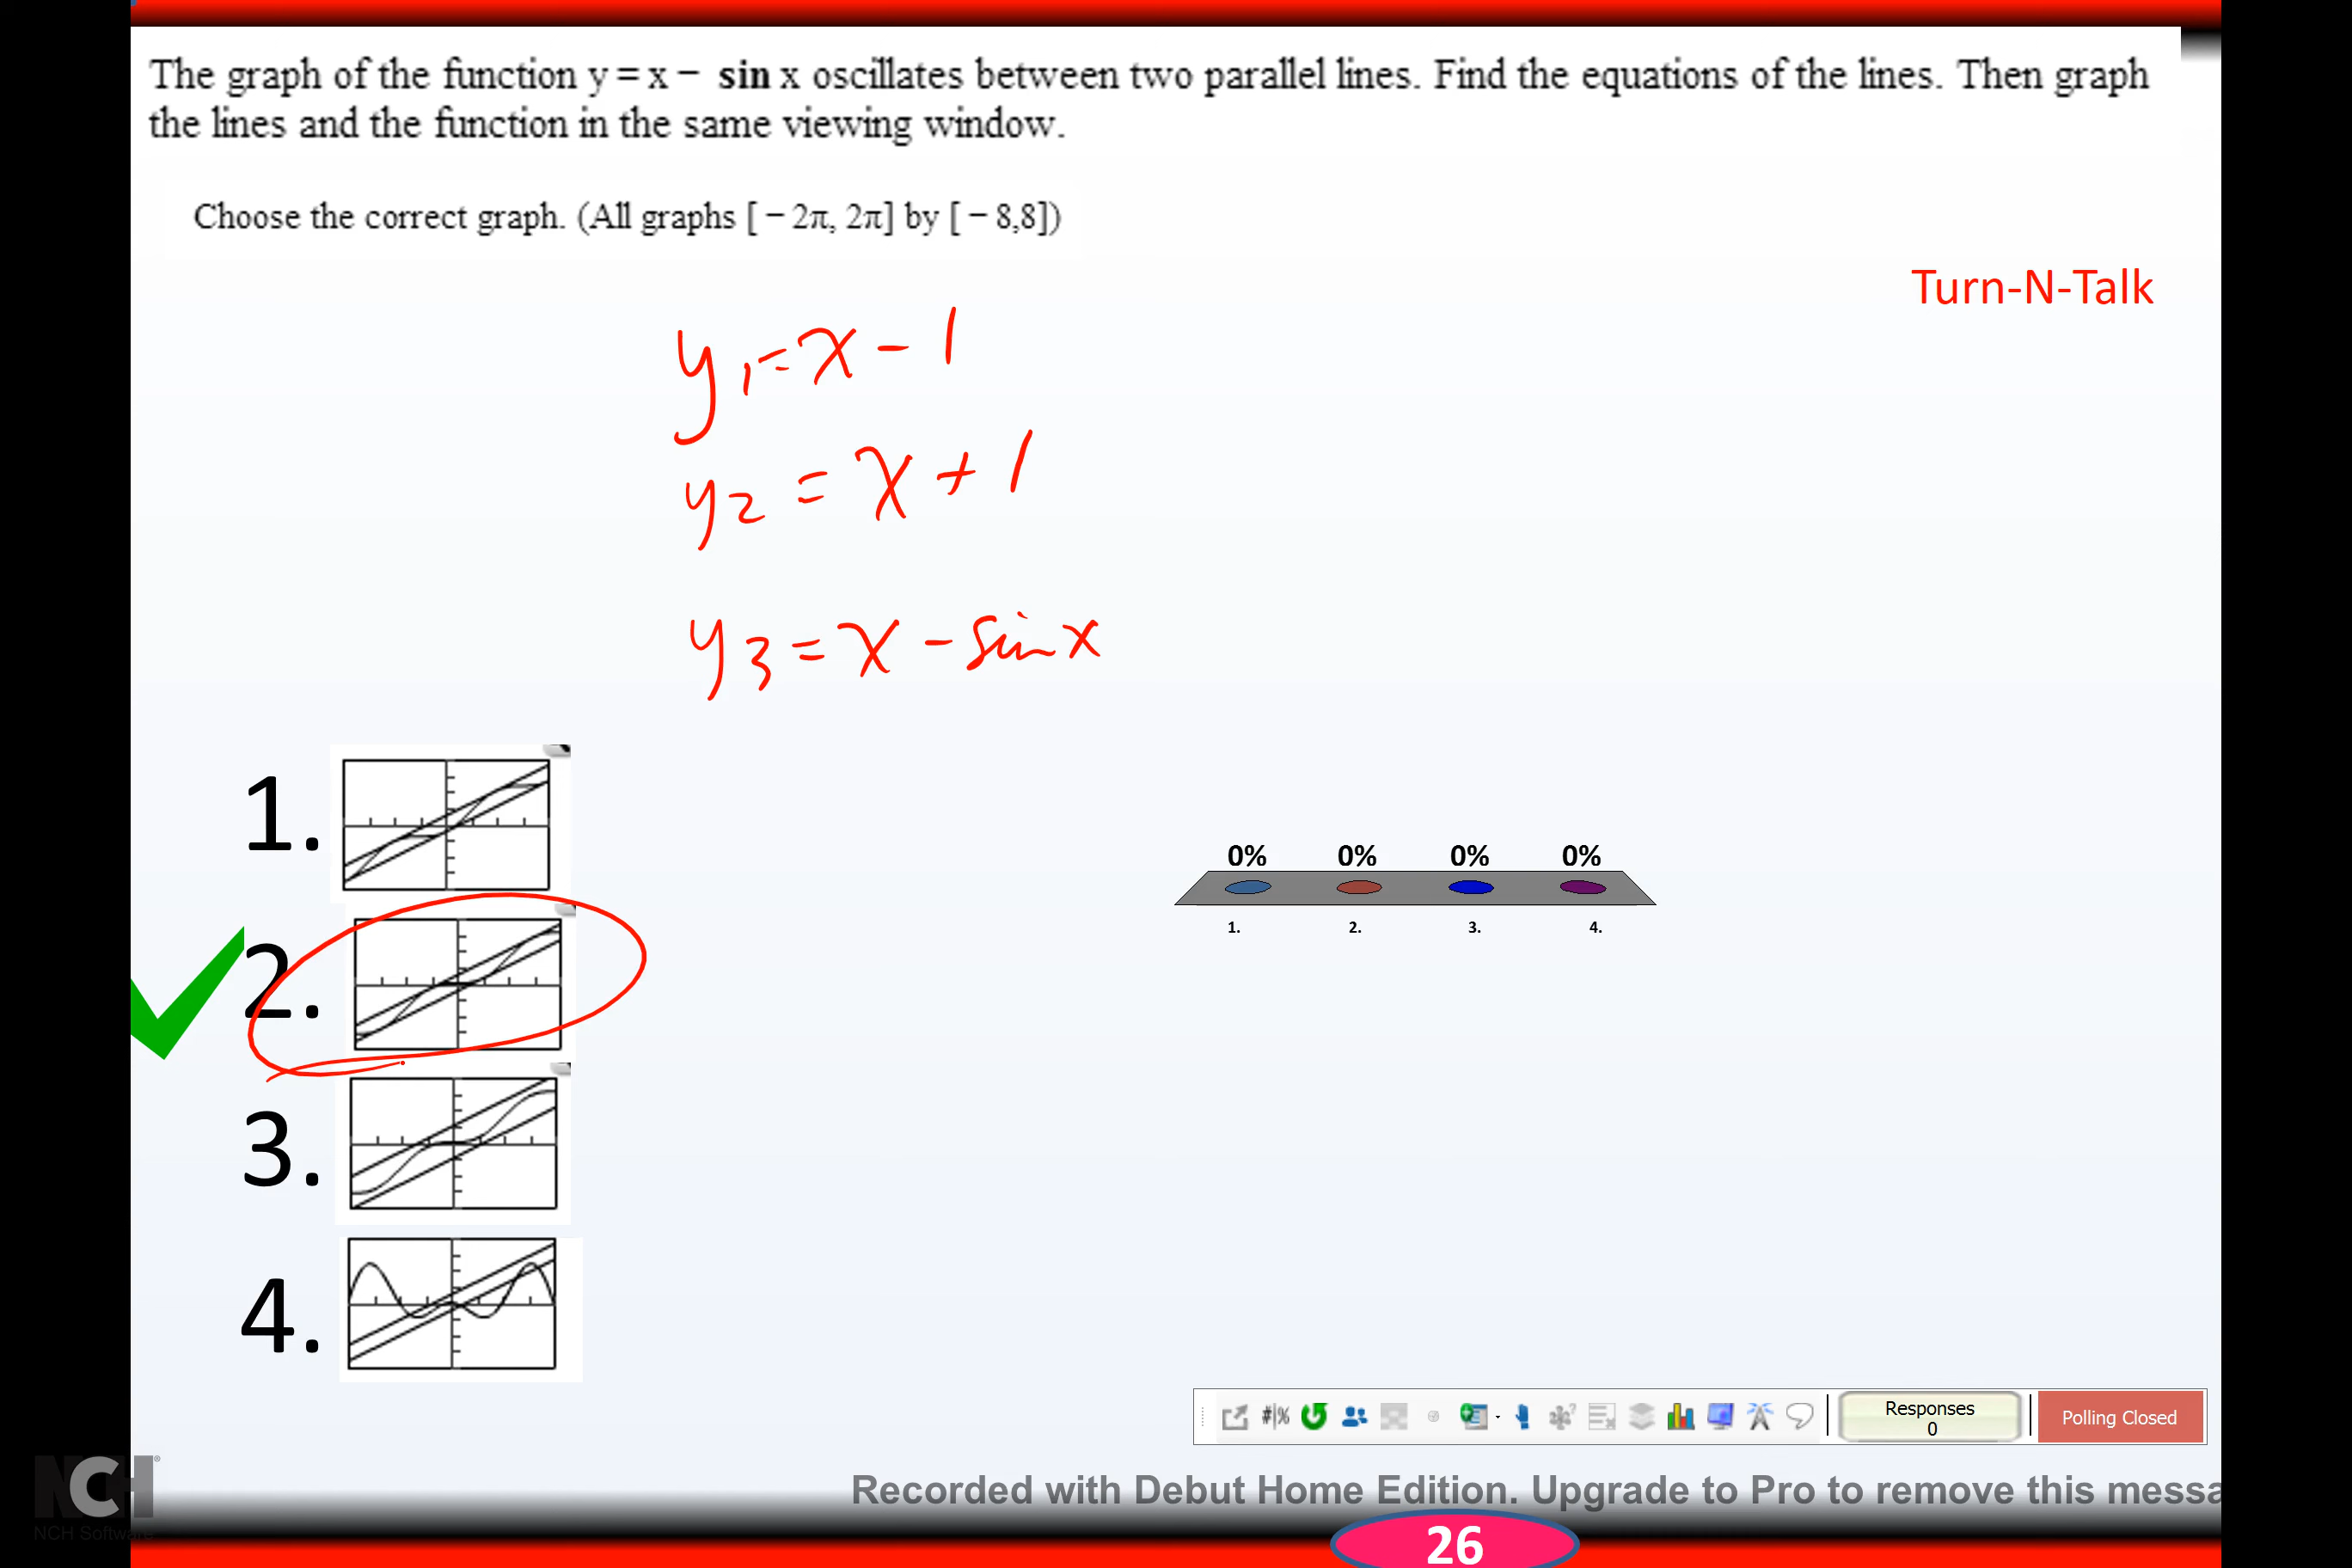 The graph of the function y = x − sin x oscillates between two parallel lines. Find the equations of the lines. Then graph
the lines and the function in the same viewing window.
Choose the correct graph. (All graphs [ − 2π, 2π] by [ − 8,8])
Turn-N-Talk
y₁ = x - 1
y₂ = x + 1
y₃ = x - sin x
1.
2.
3.
4.
0% 0% 0% 0%
1. 2. 3. 4.
#|% Responses
0
Polling Closed
NCH®
NCH Software
Recorded with Debut Home Edition. Upgrade to Pro to remove this messa
26